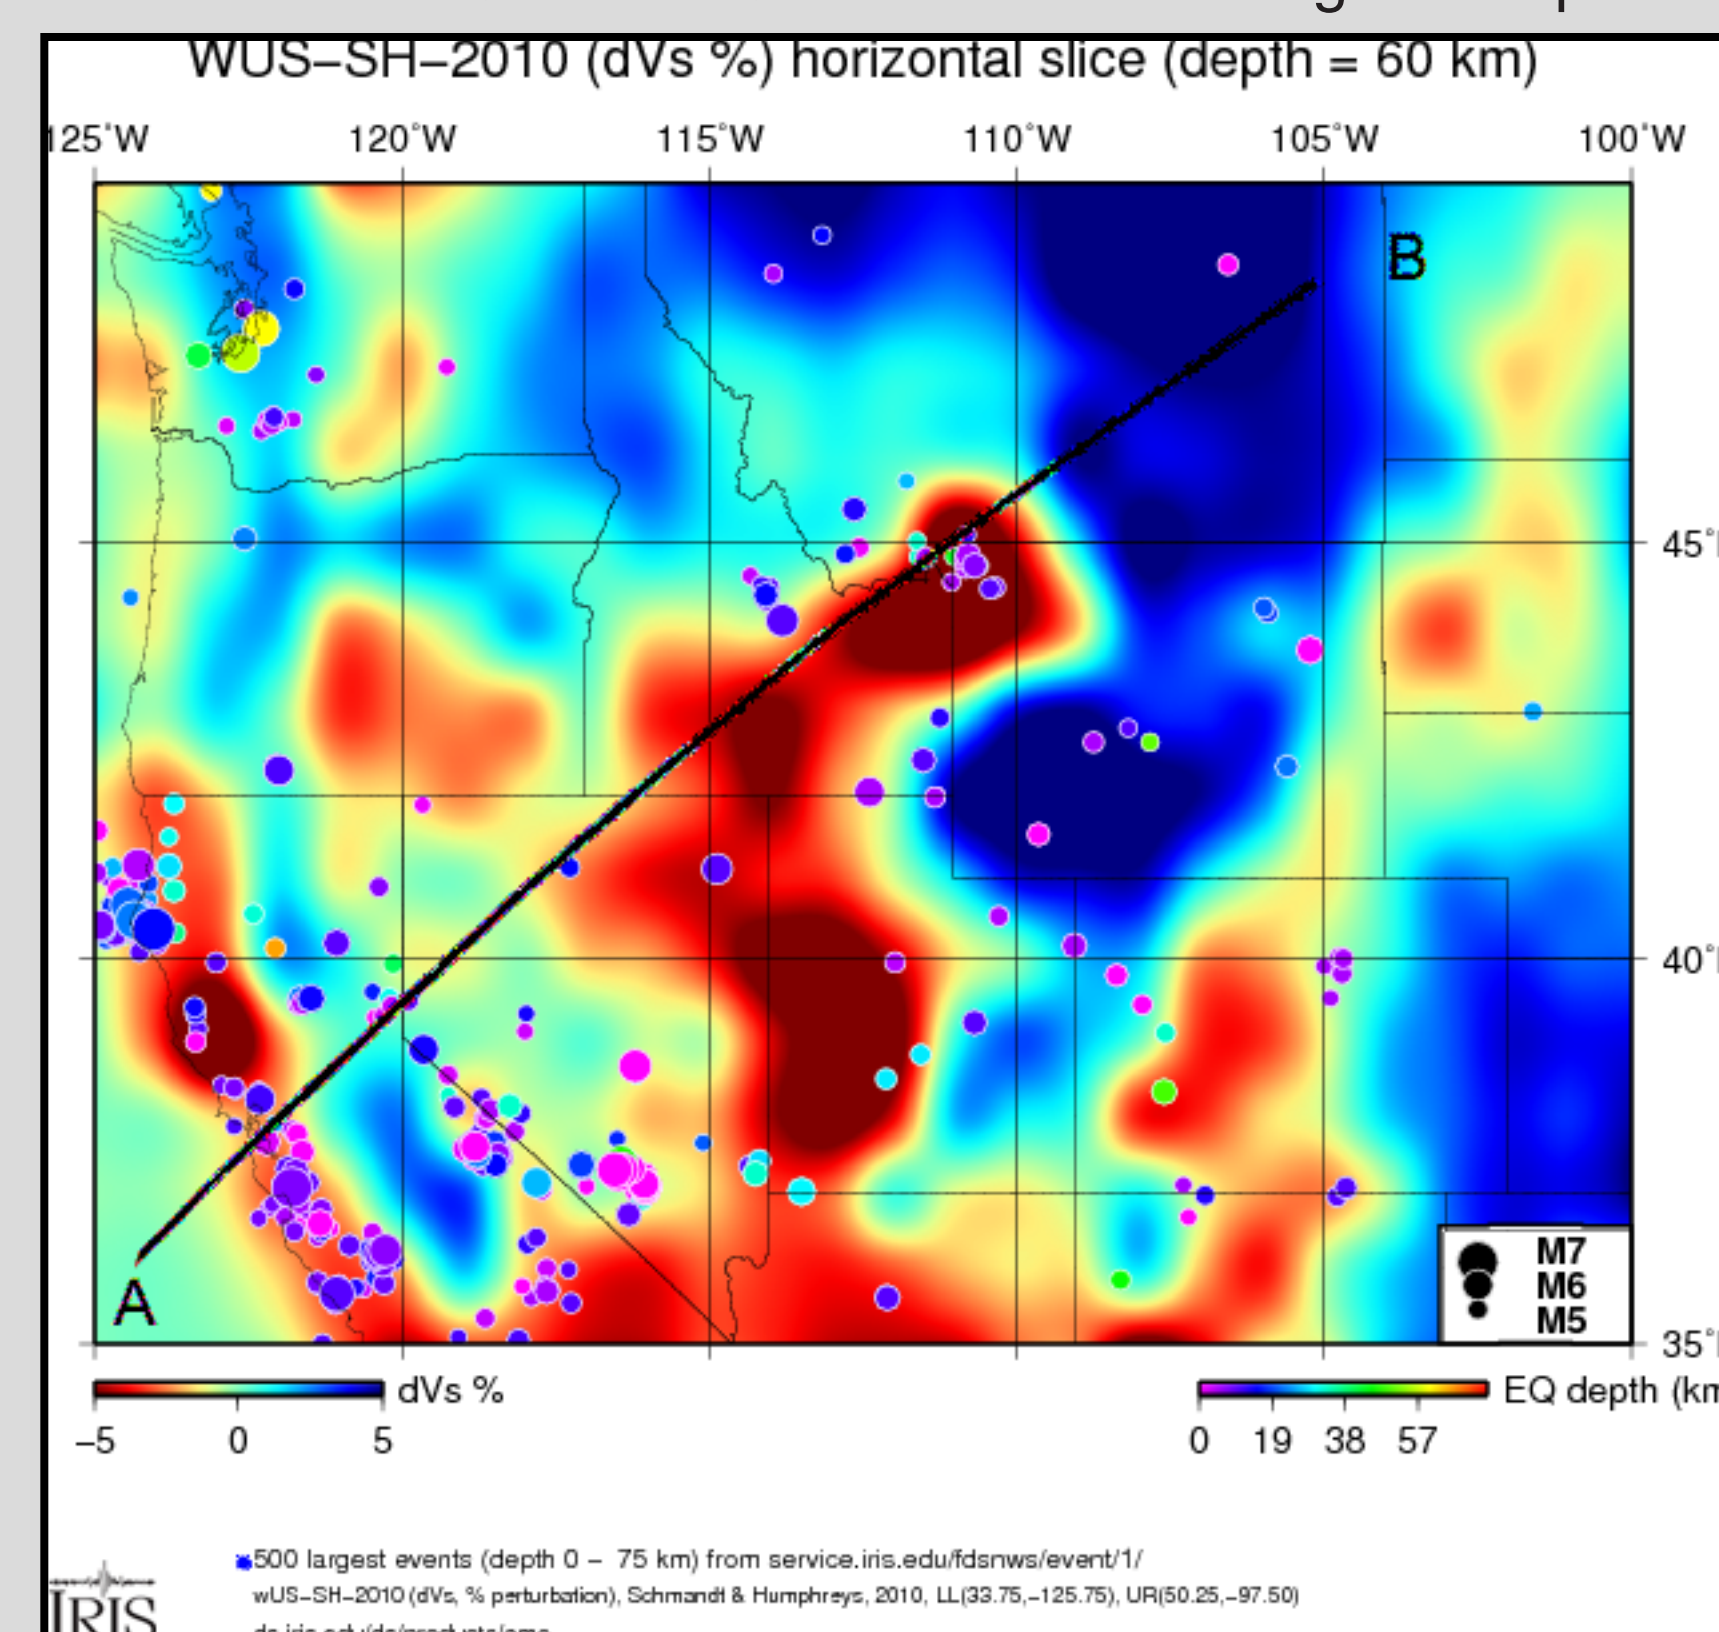 WUS–SH–2010 (dVs %) horizontal slice (depth = 60 km)
125˚W 120˚W 115˚W 110˚W 105˚W 100˚W
B
45˚
40˚
M7
M6
M5
A
35˚
dVs %
EQ depth (km
−5 0 5
0 19 38 57
500 largest events (depth 0 – 75 km) from service.iris.edu/fdsnws/event/1/
wUS–SH–2010 (dVs, % perturbation), Schmandt & Humphreys, 2010, LL(33.75,−125.75), UR(50.25,−97.50)
IRIS